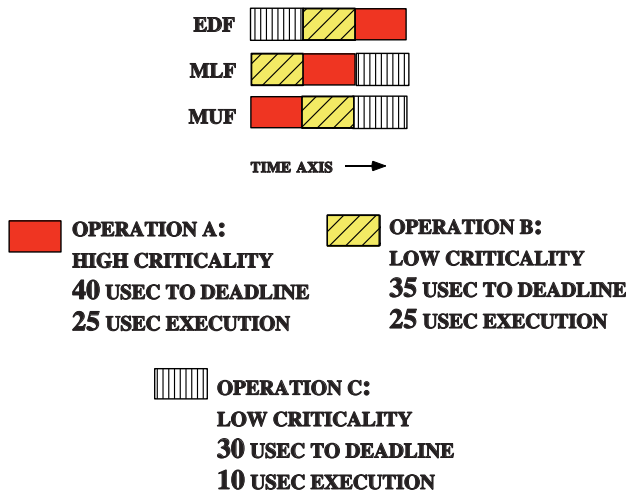 EDF
MLF
MUF
TIME AXIS
OPERATION A:
HIGH CRITICALITY
40 USEC TO DEADLINE
25 USEC EXECUTION
OPERATION B:
LOW CRITICALITY
35 USEC TO DEADLINE
25 USEC EXECUTION
OPERATION C:
LOW CRITICALITY
30 USEC TO DEADLINE
10 USEC EXECUTION